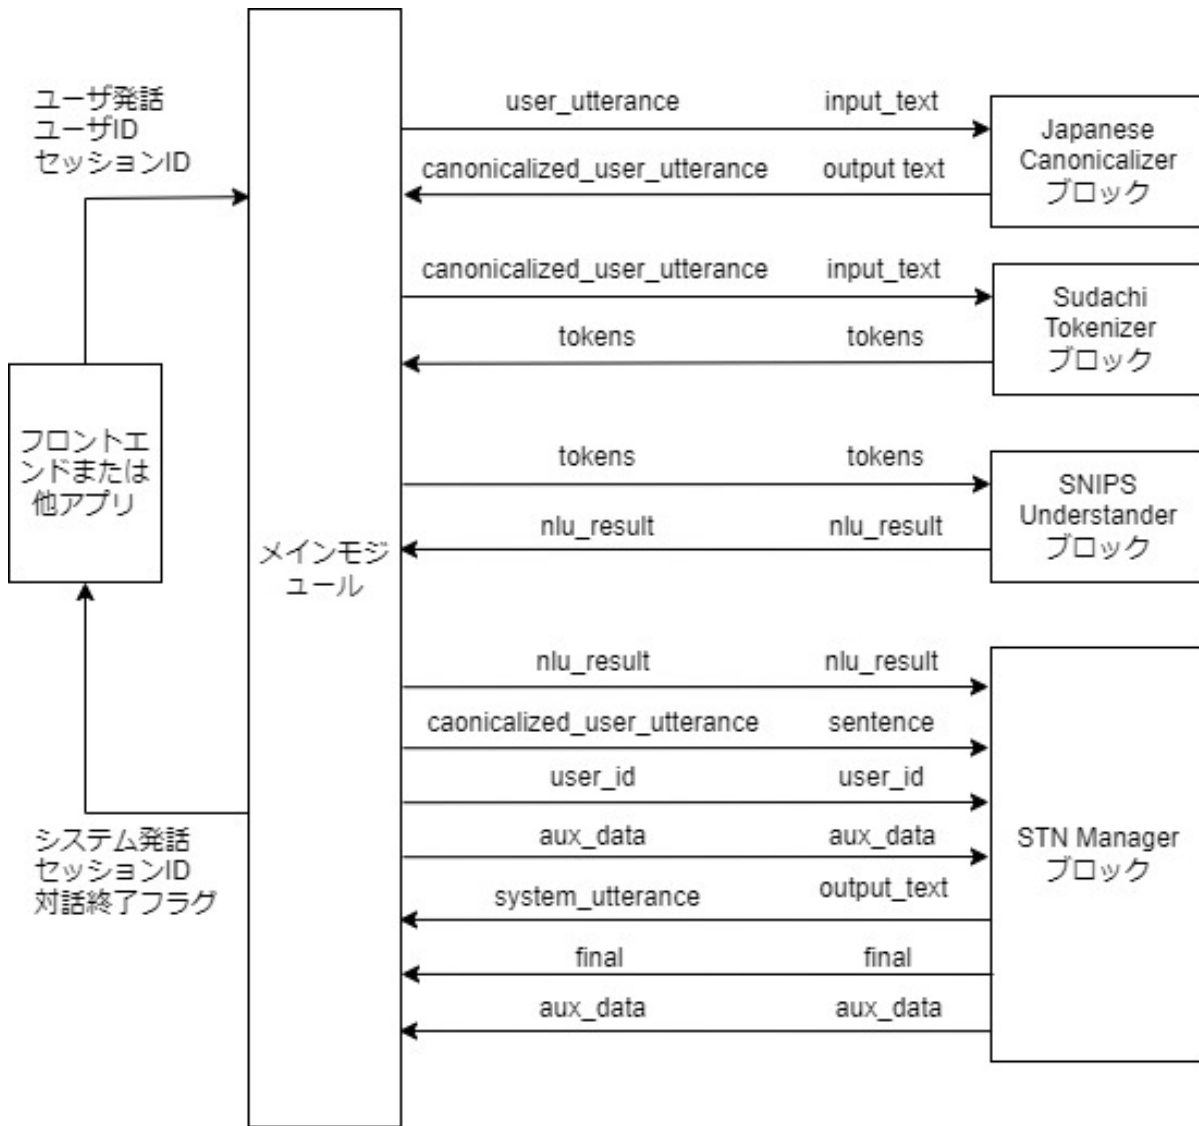 ユーザ発話
ユーザID
セッションID
フロントエ
ンドまたは
他アプリ
システム発話
セッションID
対話終了フラグ
メインモジ
ュール
user_utterance input_text
canonicalized_user_utterance output text
Japanese
Canonicalizer
ブロック
canonicalized_user_utterance input_text
tokens tokens
Sudachi
Tokenizer
ブロック
tokens tokens
nlu_result nlu_result
SNIPS
Understander
ブロック
nlu_result nlu_result
caonicalized_user_utterance sentence
user_id user_id
aux_data aux_data
system_utterance output_text
final final
aux_data aux_data
STN Manager
ブロック